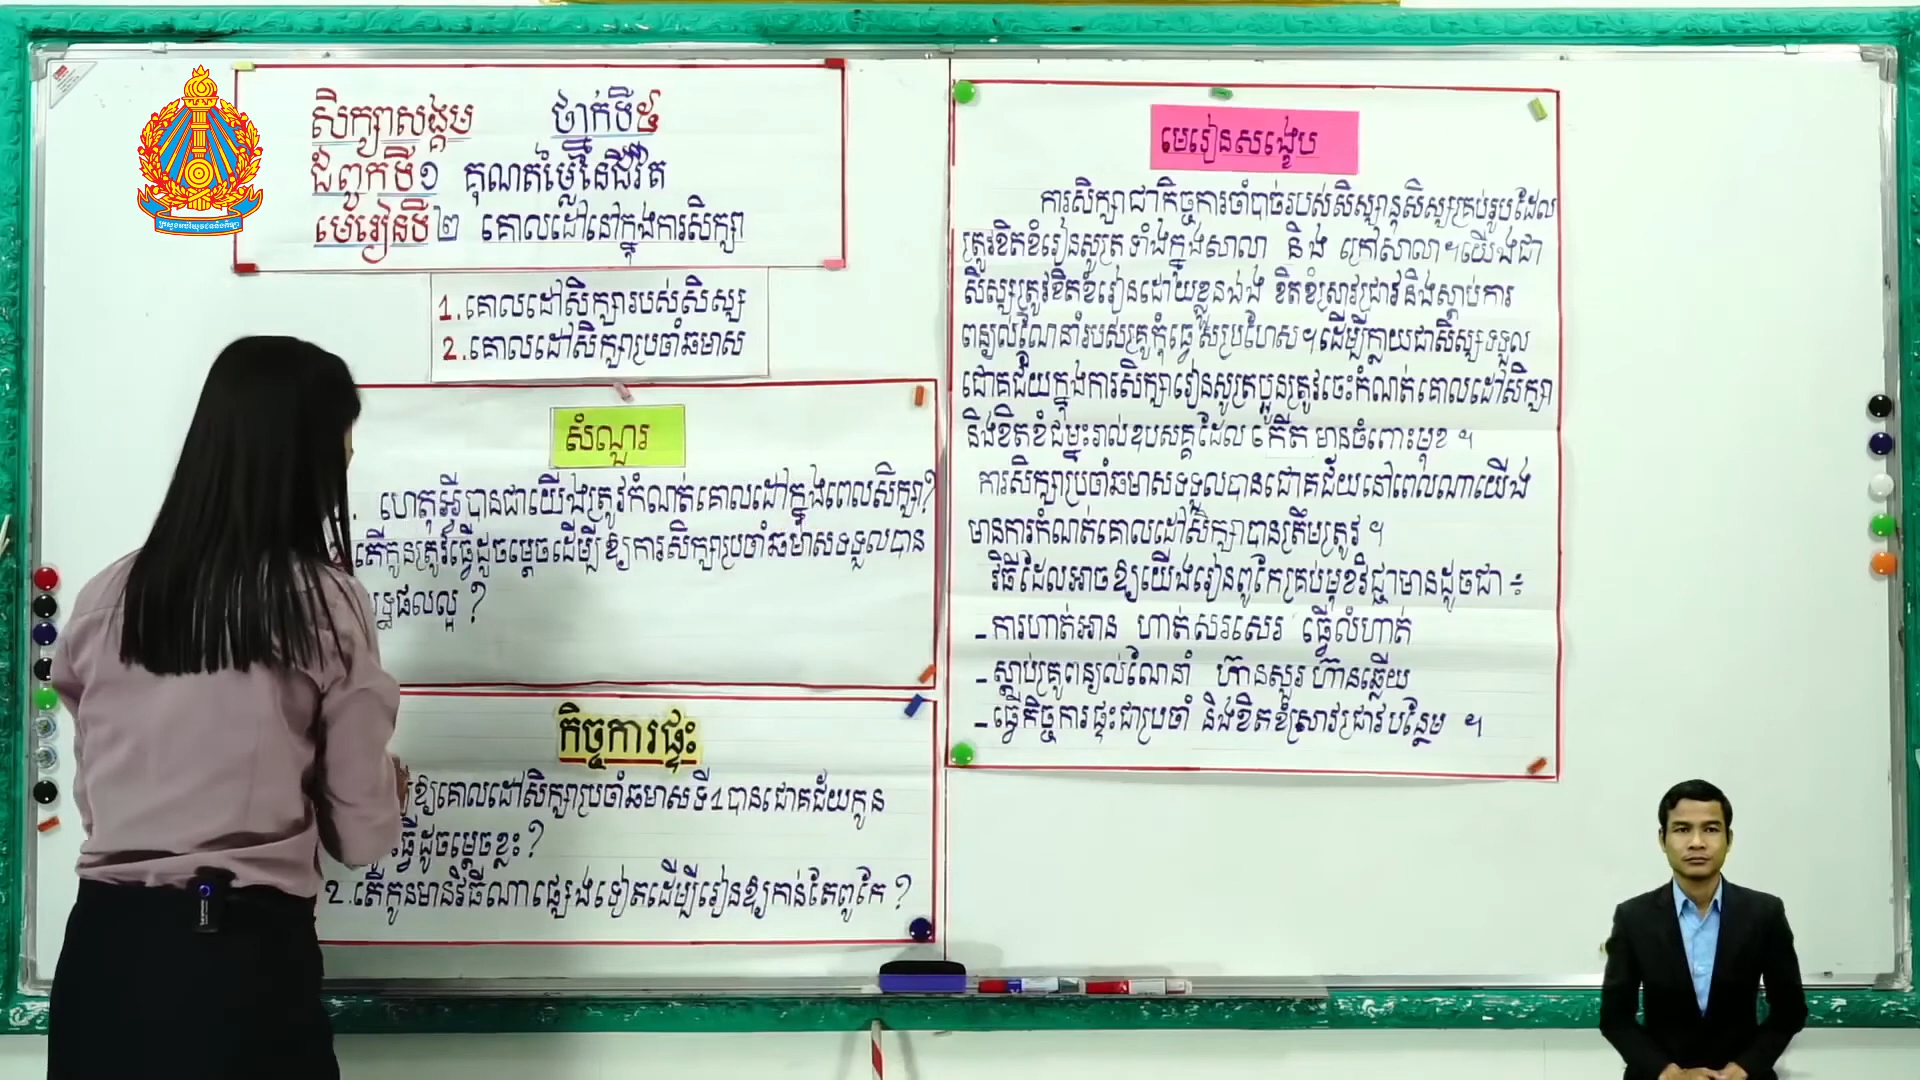 សិក្សាសង្គម ថ្នាក់ទី៥
ជំពូកទី១ គុណតម្លៃនៃជីវិត
មេរៀនទី២ គោលដៅនៅក្នុងការសិក្សា
1.គោលដៅសិក្សារបស់សិស្ស
2.គោលដៅសិក្សាប្រចាំឆមាស
សំណួរ
. ហេតុអ្វីបានជាយើងត្រូវកំណត់គោលដៅក្នុងពេលសិក្សា?
តើកូនត្រូវធ្វើដូចម្តេចដើម្បីឱ្យការសិក្សាប្រចាំឆមាសទទួលបាន
ផលល្អ ?
កិច្ចការផ្ទះ
ឱ្យគោលដៅសិក្សាប្រចាំឆមាសទី1បានជោគជ័យកូន
ធ្វើដូចម្តេចខ្លះ?
2.តើកូនមានវិធីណាផ្សេងទៀតដើម្បីរៀនឱ្យកាន់តែពូកែ ?
មេរៀនសង្ខេប
ការសិក្សាជាកិច្ចការចាំបាច់របស់សិស្សានុសិស្សគ្រប់រូបដែល
ត្រូវខិតខំរៀនសូត្រ ទាំងក្នុងសាលា និង ក្រៅសាលា។យើងជា
សិស្សត្រូវខិតខំរៀនដោយខ្លួនឯង ខិតខំស្រាវជ្រាវនិងស្តាប់ការ
ពន្យល់ណែនាំរបស់គ្រូកុំធ្វេសប្រហែស។ដើម្បីក្លាយជាសិស្សទទួល
ជោគជ័យក្នុងការសិក្សារៀនសូត្រប្អូនត្រូវចេះកំណត់គោលដៅសិក្សា
និងខិតខំជម្នះរាល់ឧបសគ្គដែល កើត មានចំពោះមុខ ។
ការសិក្សាប្រចាំឆមាសទទួលបានជោគជ័យនៅពេលណាយើង
មានការកំណត់គោលដៅសិក្សាបានត្រឹមត្រូវ ។
វិធីដែលអាចឱ្យយើងរៀនពូកែគ្រប់មុខវិជ្ជាមានដូចជា ៖
-ការហាត់អាន ហាត់សរសេរ ធ្វើលំហាត់
-ស្តាប់គ្រូពន្យល់ណែនាំ ហ៊ានសួរ ហ៊ានឆ្លើយ
-ធ្វើកិច្ចការផ្ទះជាប្រចាំ និងខិតខំស្រាវជ្រាវបន្ថែម ។
ក្រសួងអប់រំយុវជននិងកីឡា